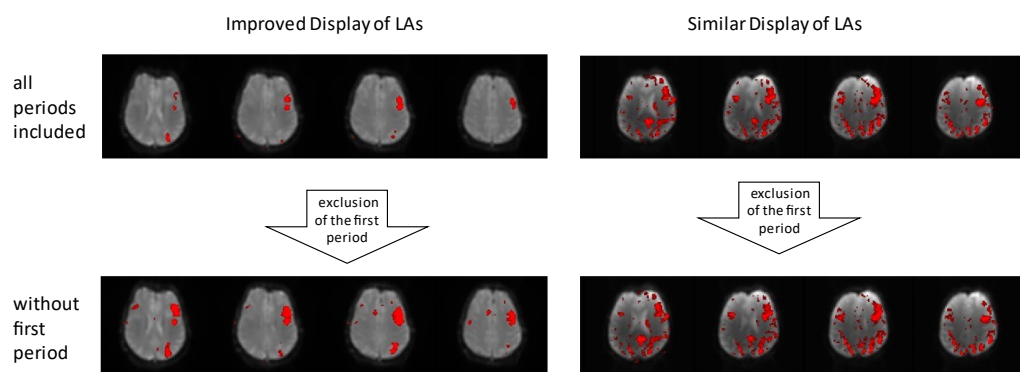 Improved Display of LAs
Similar Display of LAs
all
periods
included
exclusion
of the first
period
exclusion
of the first
period
without
first
period